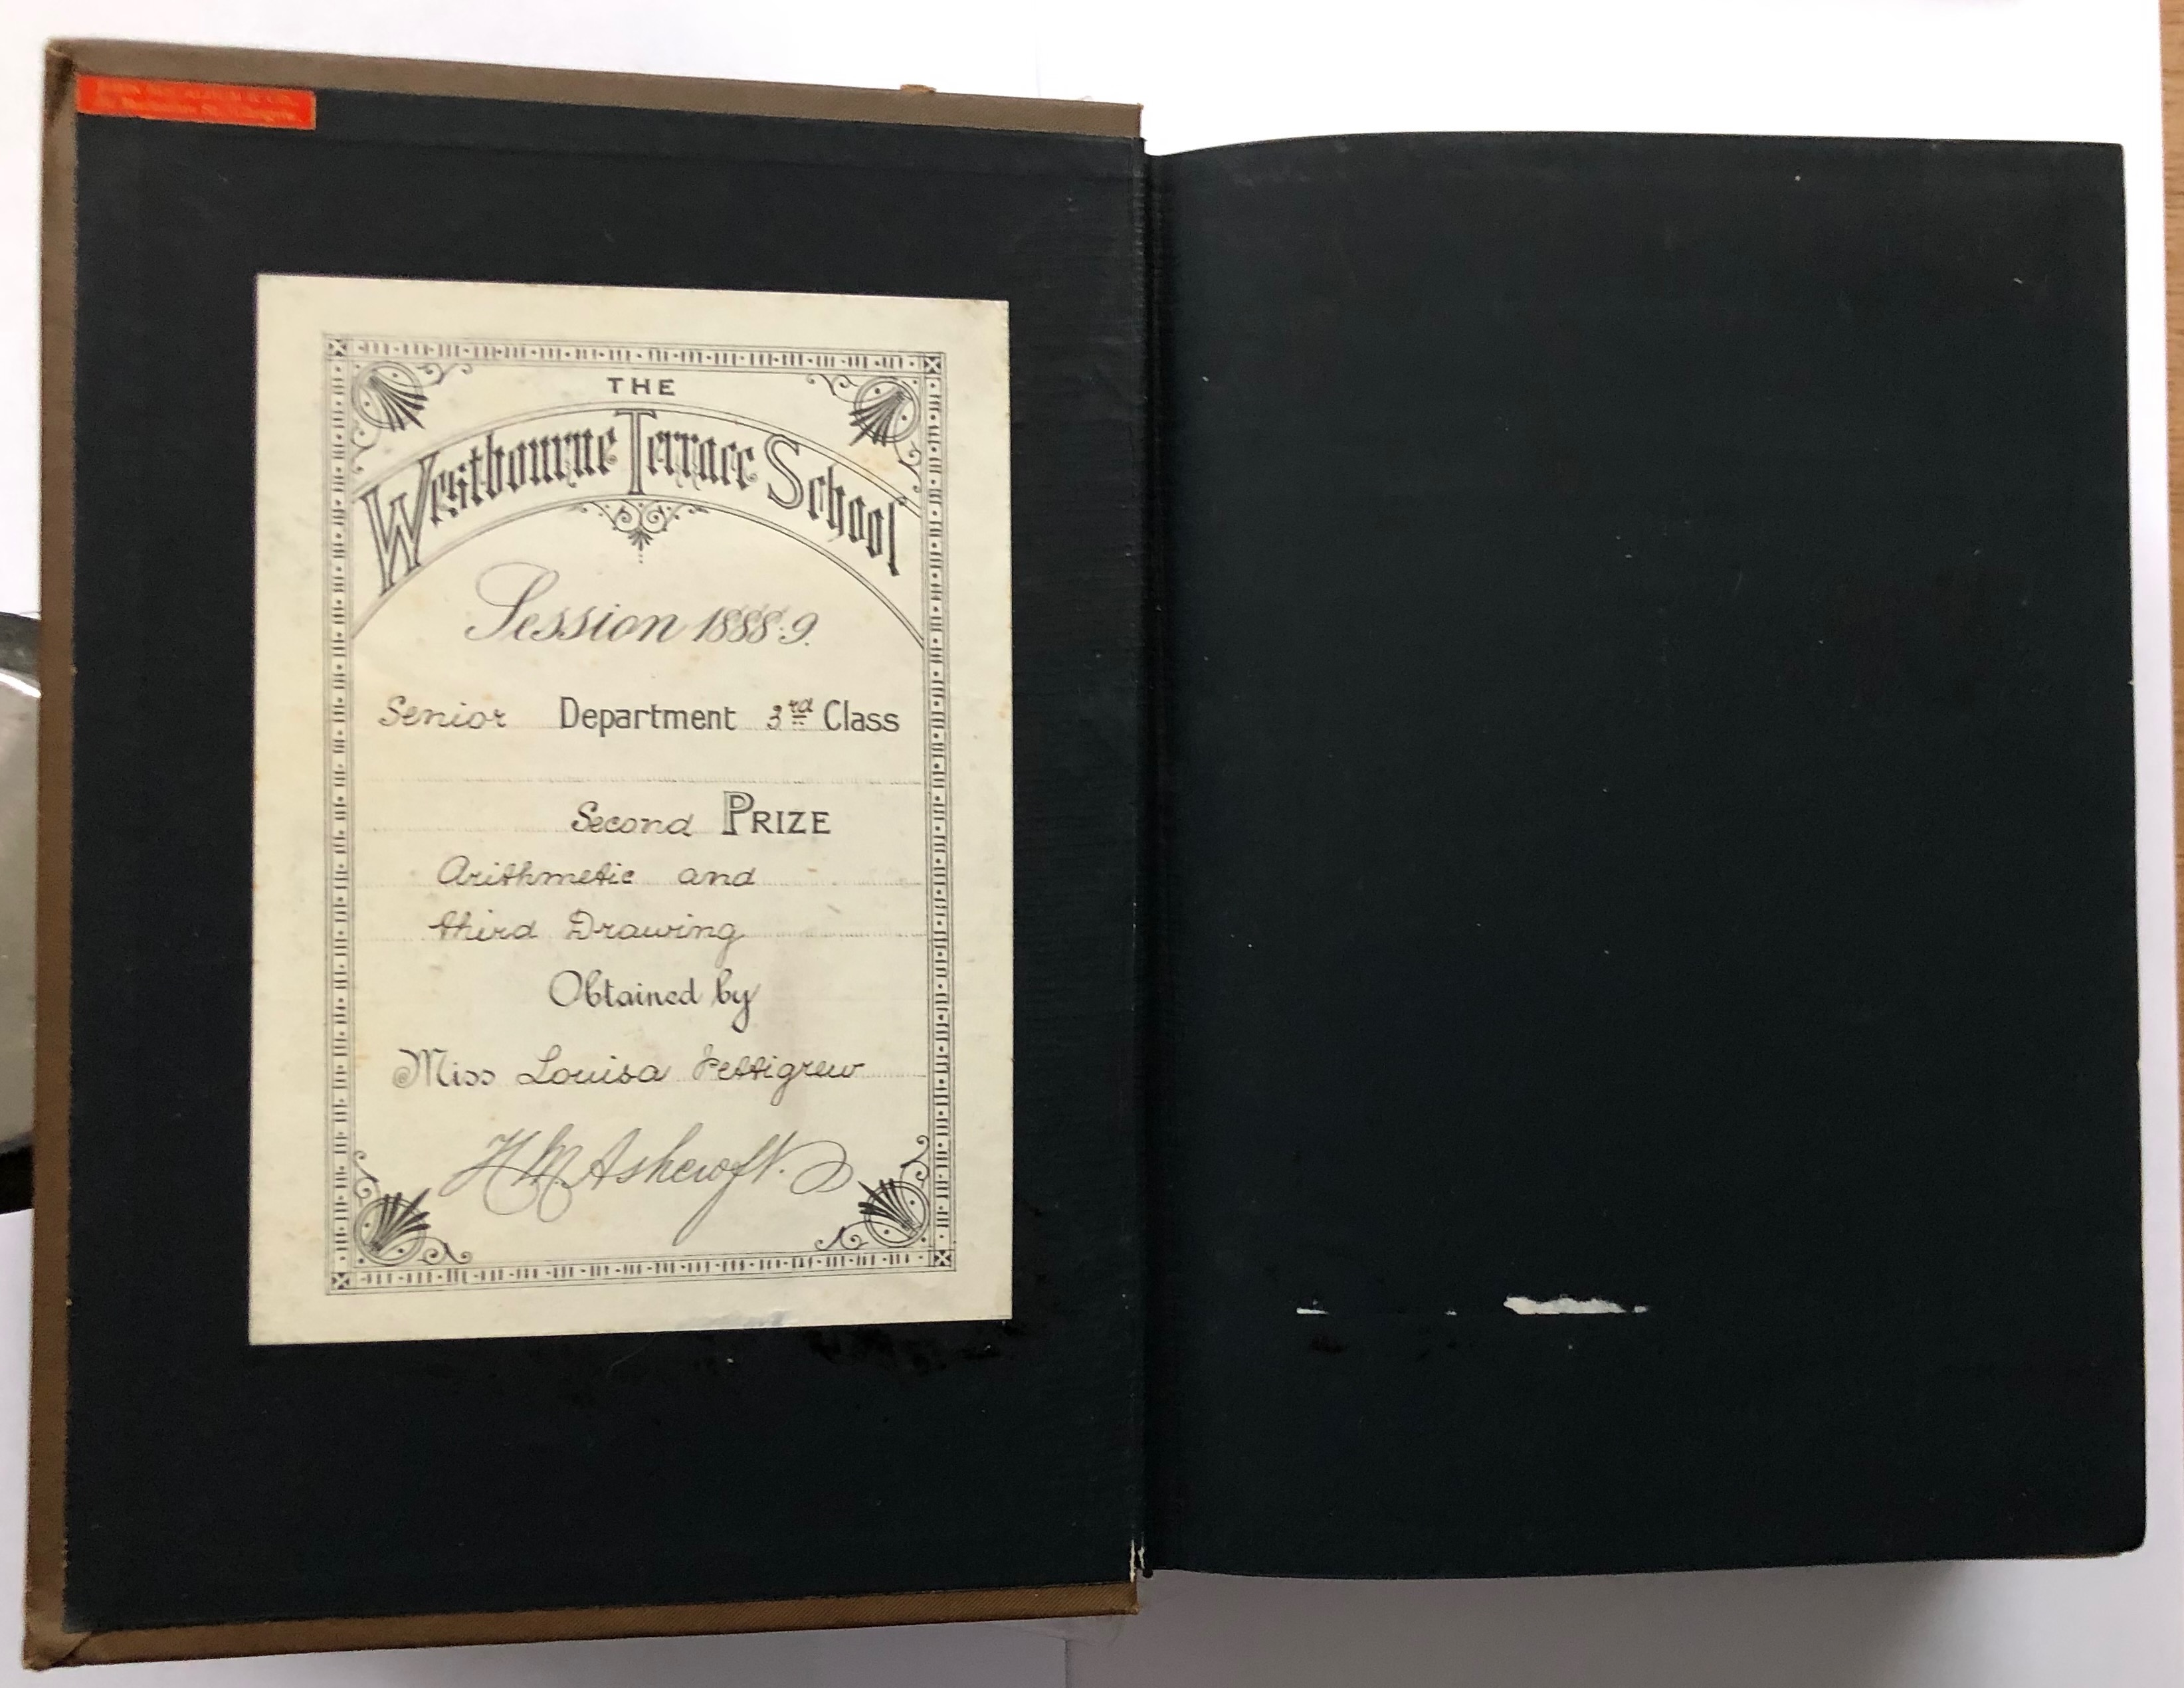 THE
Westbourne Terrace School
Session 1888-9.
Senior Department 3rd Class
Second PRIZE
Arithmetic and
third Drawing
Obtained by
Miss Louisa Pettigrew
H M Ashcroft.